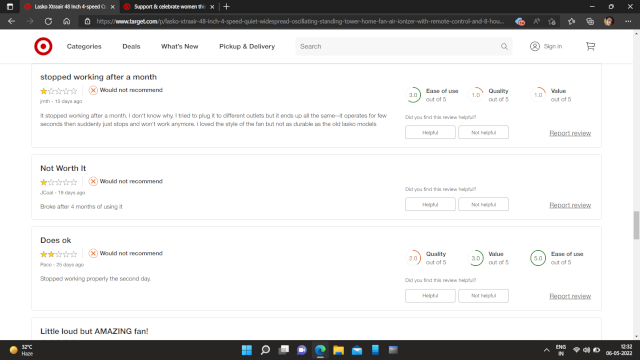 Lasko Xtraair 48-inch 4-speed Q
Support & celebrate women thi
https://www.target.com/p/lasko-xtraair-48-inch-4-speed-quiet-widespread-oscillating-standing-tower-home-fan-air-ionizer-with-remote-control-and-8-hou...
Categories Deals What's New Pickup & Delivery Search Sign in
stopped working after a month
Would not recommend
jmth - 15 days ago
It stopped working after a month. I don't know why. I tried to plug it to different outlets but it ends up all the same--it operates for few
seconds then suddenly just stops and won't work anymore. i loved the style of the fan but not as durable as the old lasko models
3.0 Ease of use out of 5
1.0 Quality out of 5
1.0 Value out of 5
Did you find this review helpful?
Helpful Not helpful Report review
Not Worth It
Would not recommend
JCoat - 19 days ago
Broke after 4 months of using it
Did you find this review helpful?
Helpful Not helpful Report review
Does ok
Would not recommend
Paco - 25 days ago
Stopped working properly the second day.
2.0 Quality out of 5
3.0 Value out of 5
5.0 Ease of use out of 5
Did you find this review helpful?
Helpful Not helpful Report review
Little loud but AMAZING fan!
32°C
Haze
ENG
IN
12:32
06-05-2022